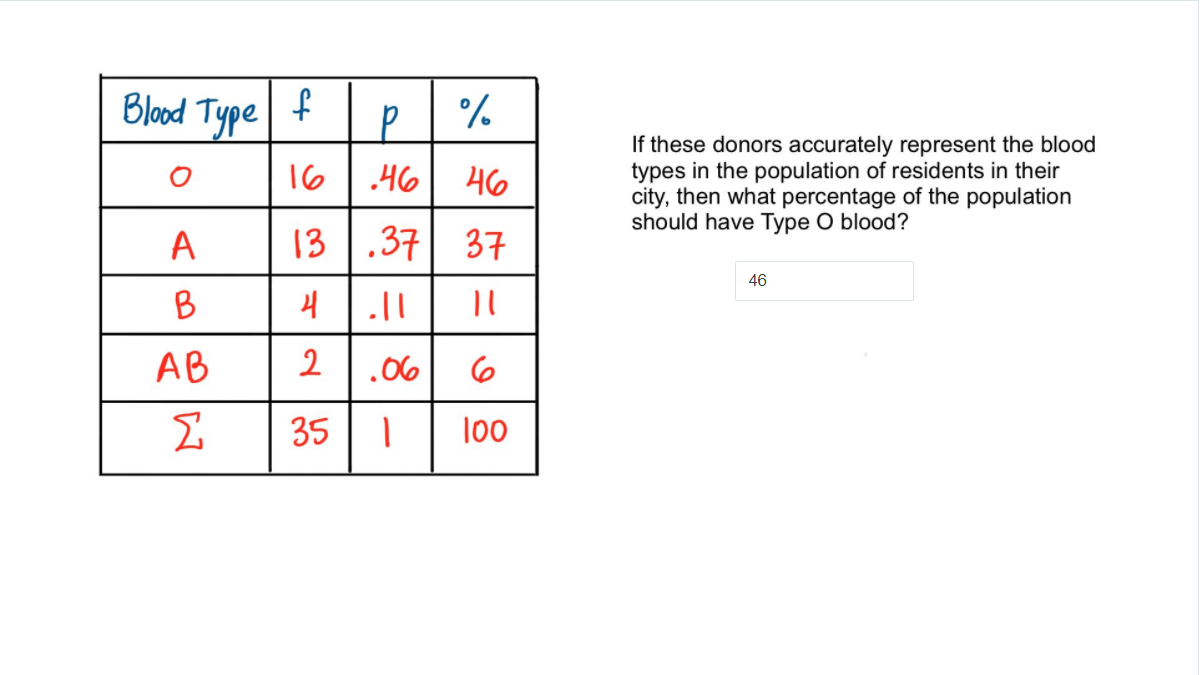 Blood Type f p %
O 16 .46 46
A 13 .37 37
B 4 .11 11
AB 2 .06 6
Σ 35 1 100
If these donors accurately represent the blood
types in the population of residents in their
city, then what percentage of the population
should have Type O blood?
46